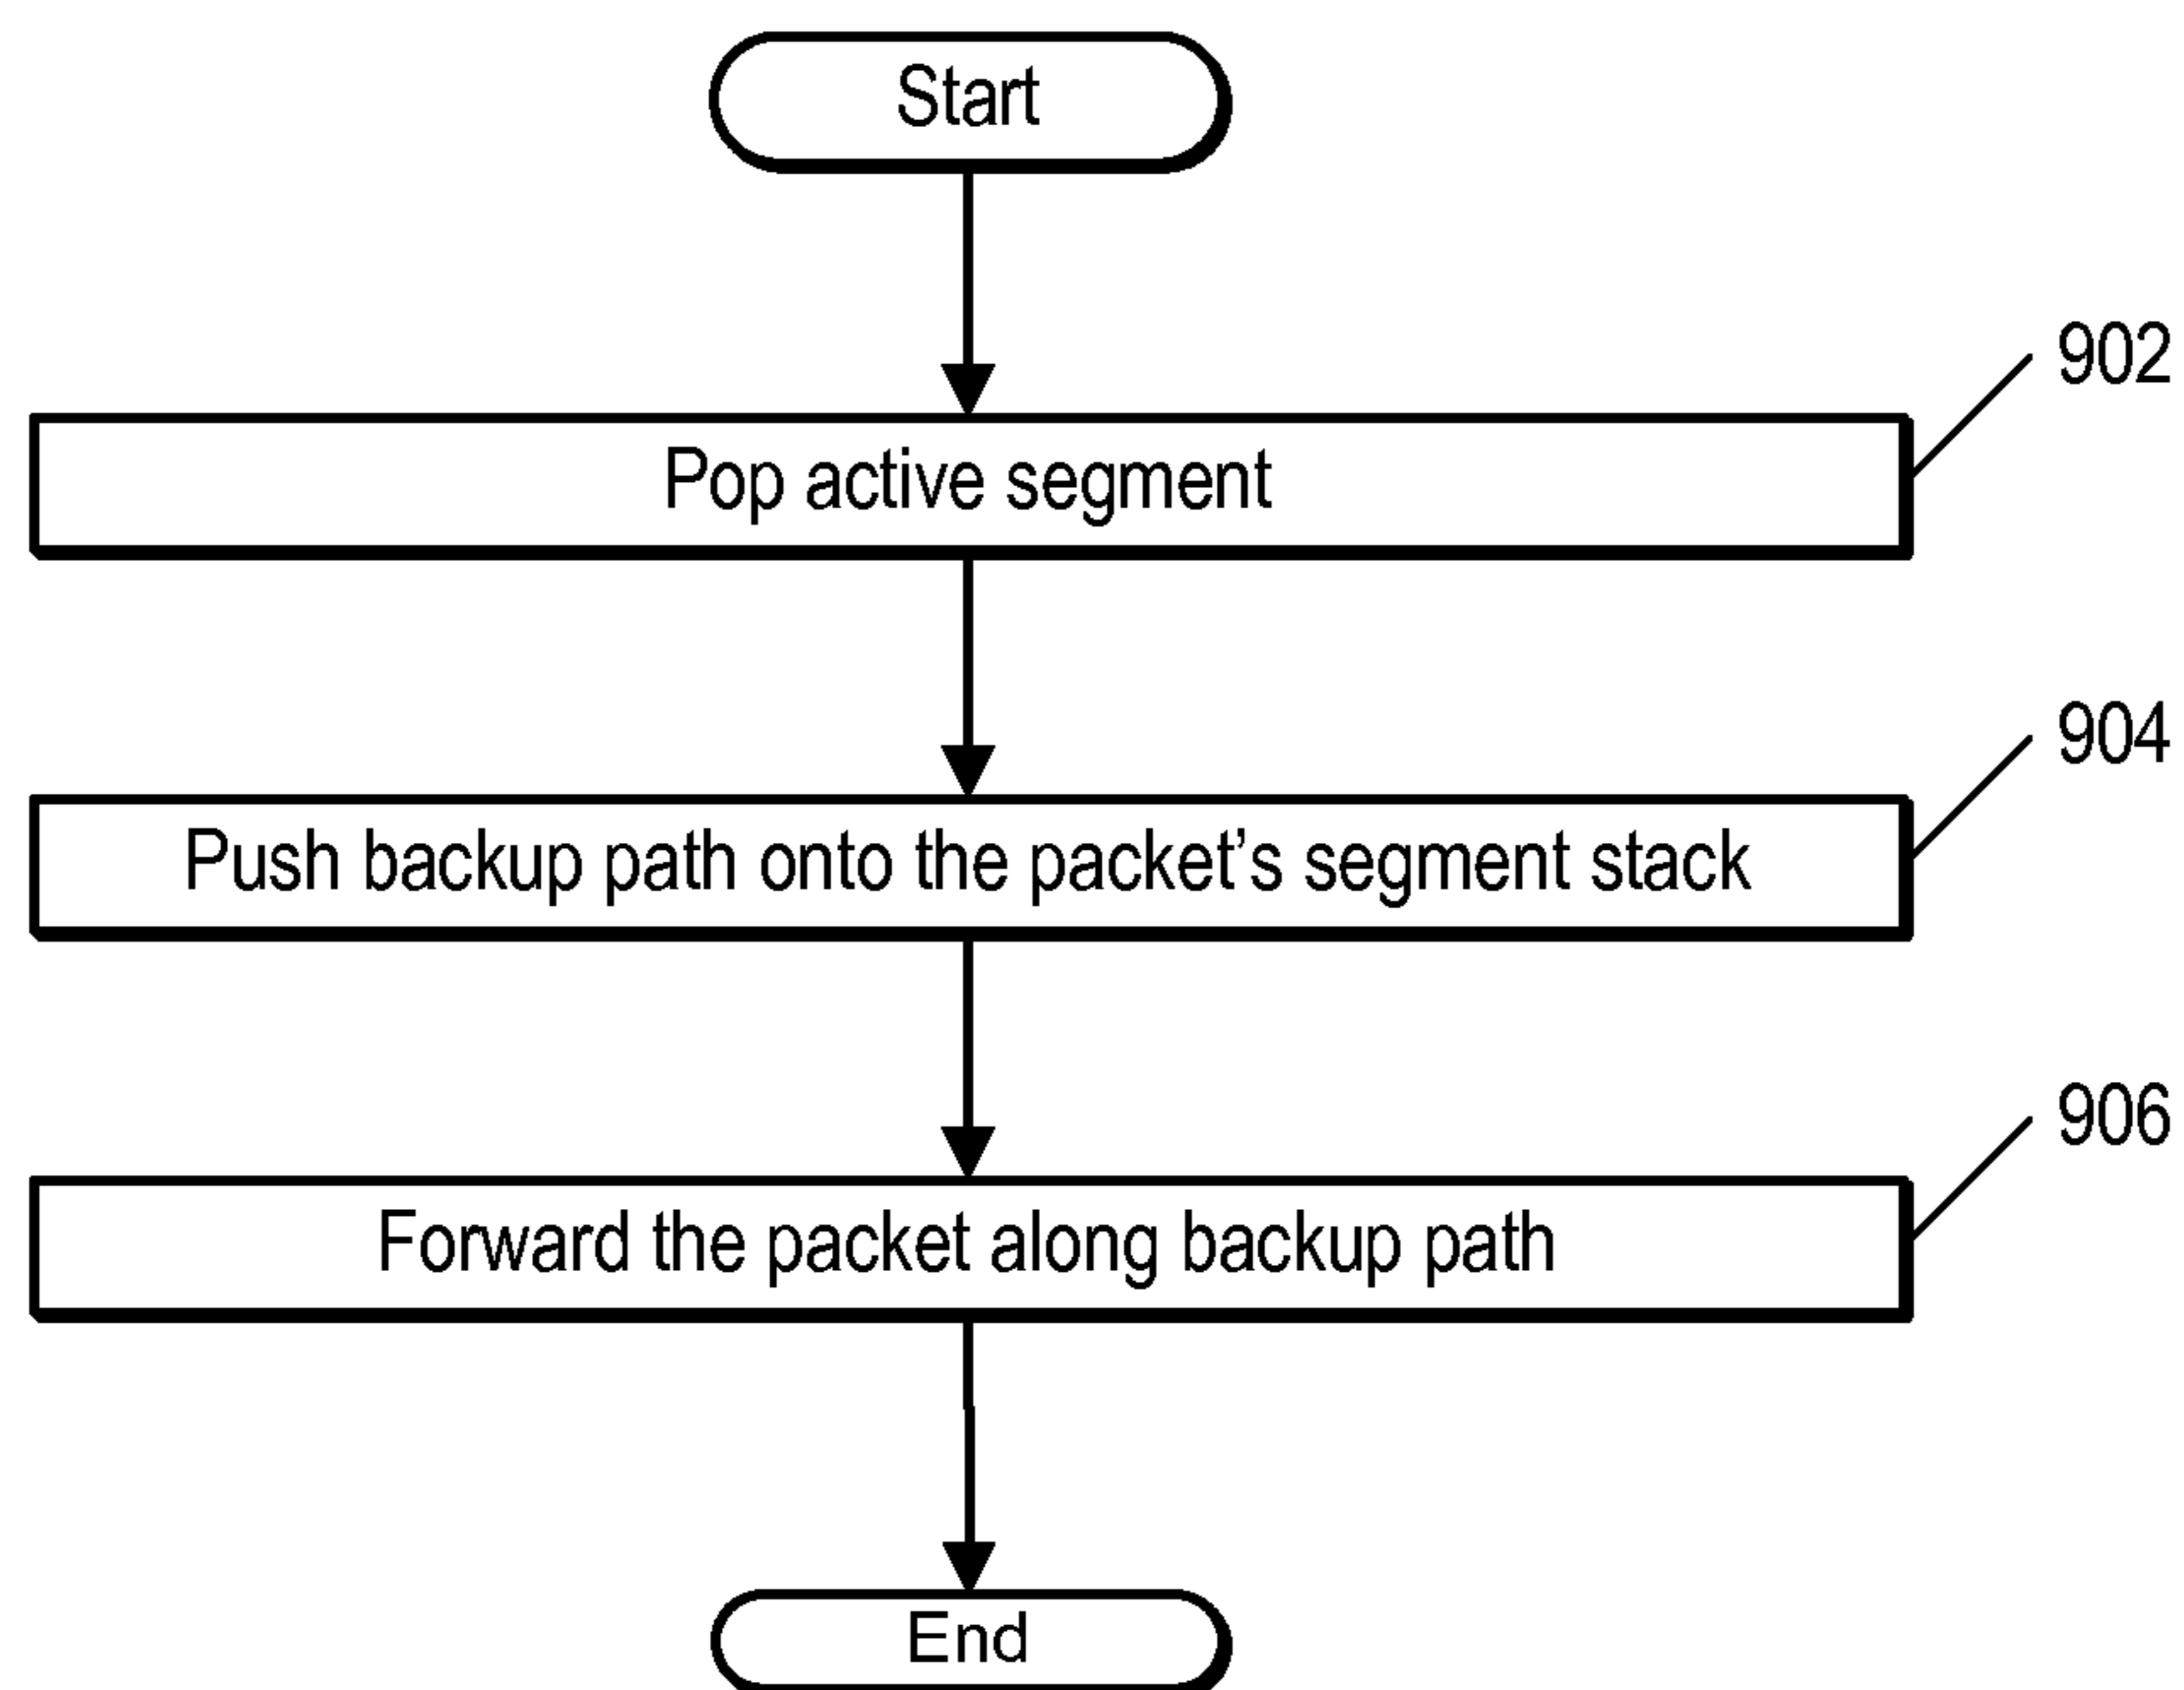 Start
902
Pop active segment
904
Push backup path onto the packet’s segment stack
906
Forward the packet along backup path
End